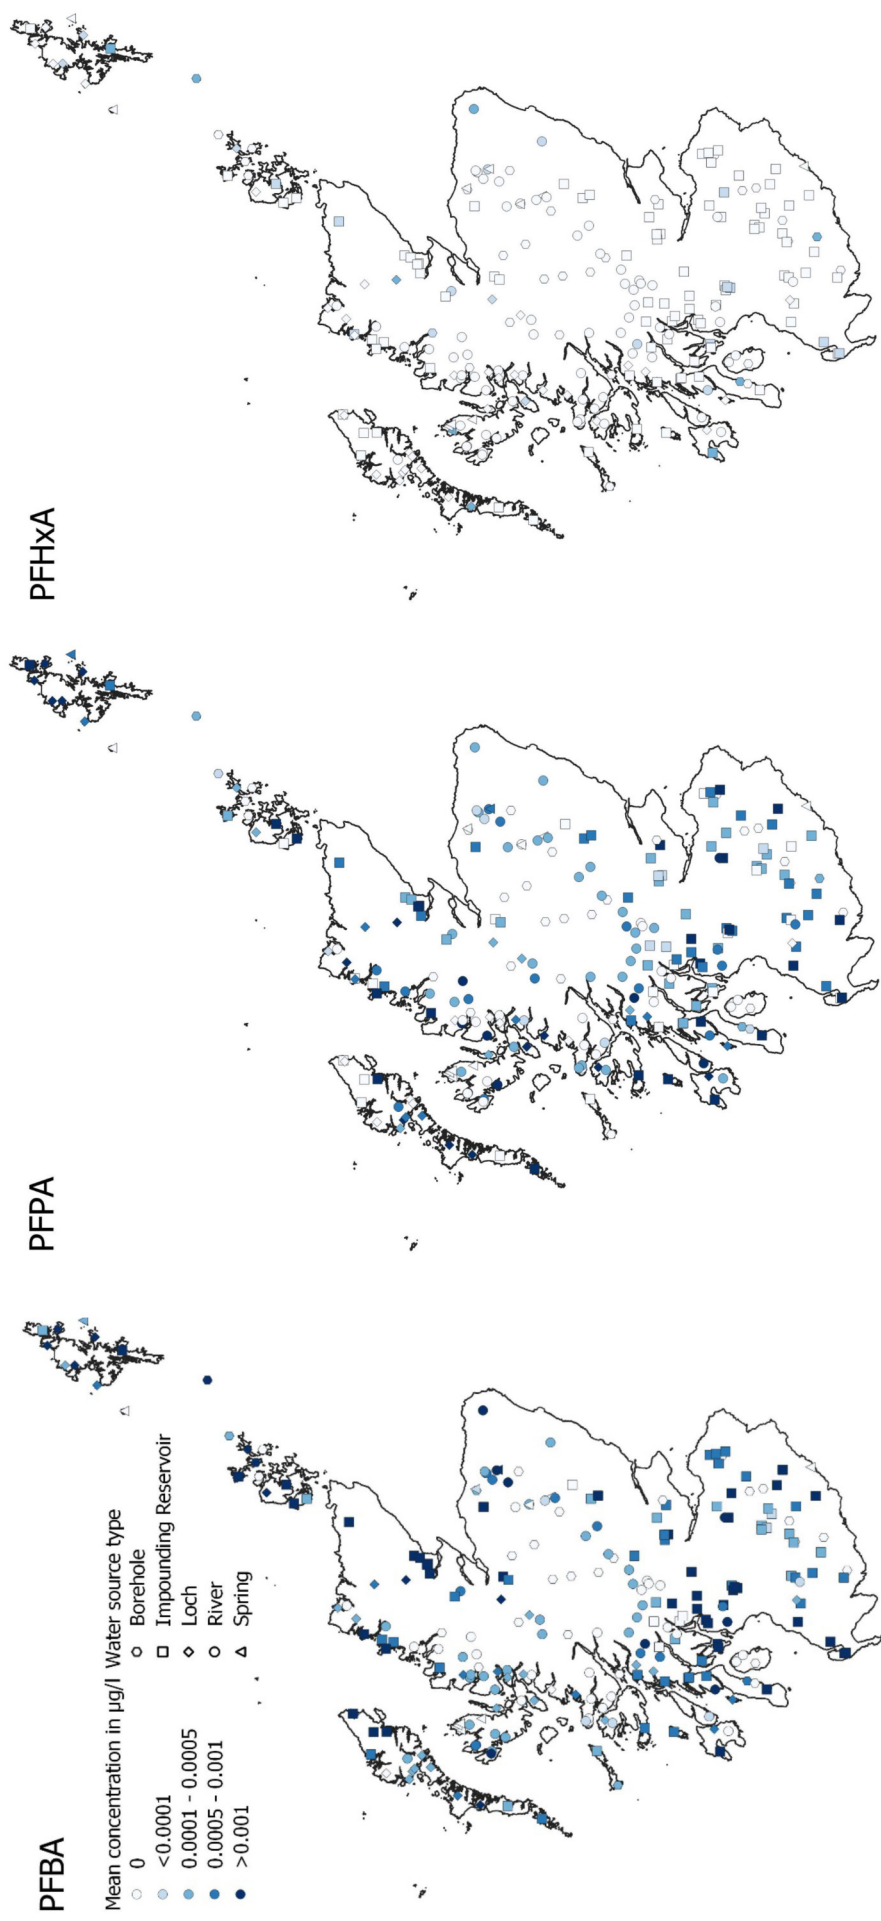 PFBA
PFPA
PFHxA
Mean concentration in µg/l
0
<0.0001
0.0001 - 0.0005
0.0005 - 0.001
>0.001
Water source type
Borehole
Impounding Reservoir
Loch
River
Spring